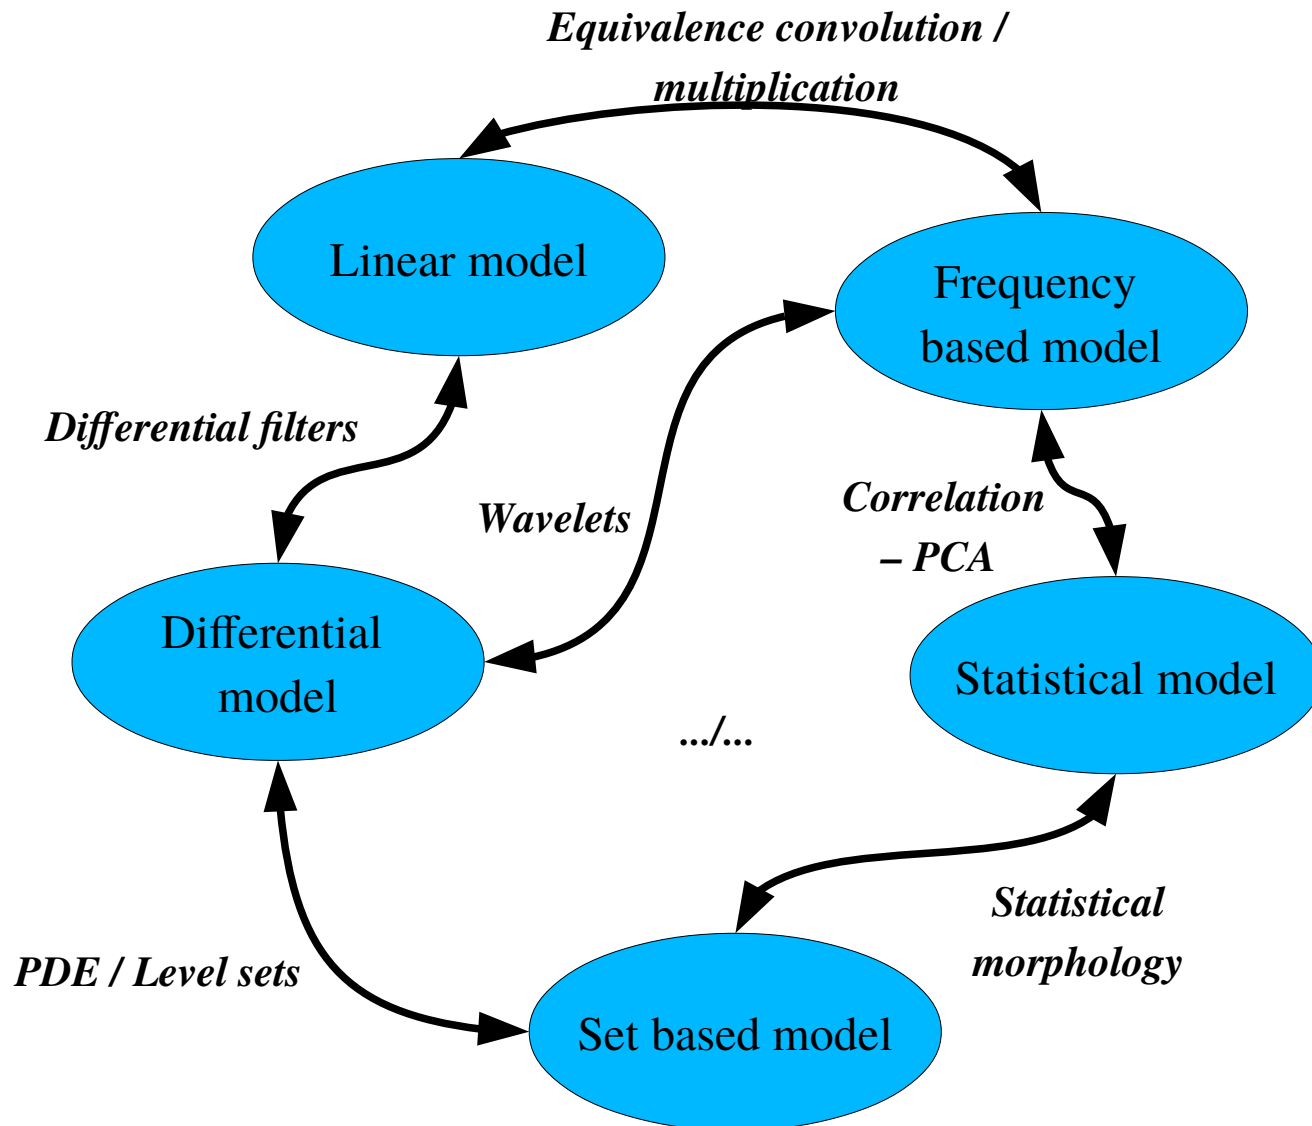 Equivalence convolution /
multiplication
Linear model
Frequency
based model
Differential filters
Wavelets
Correlation
– PCA
Differential
model
Statistical model
.../...
Statistical
morphology
PDE / Level sets
Set based model